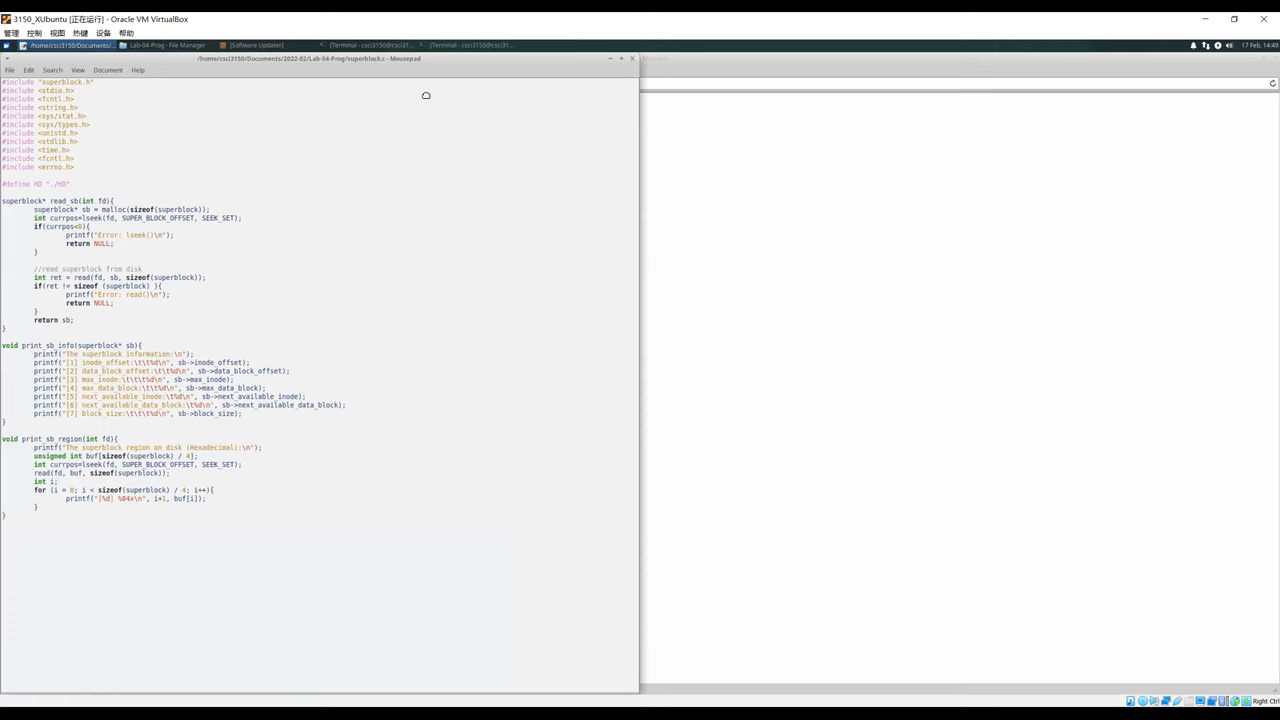 3150_XUbuntu [正在运行] - Oracle VM VirtualBox
管理 控制 视图 热键 设备 帮助
/home/csci3150/Documents/... Lab-04-Prog - File Manager [Software Updater] [Terminal - csci3150@csci31... [Terminal - csci3150@csci315... 17 Feb, 14:49
/home/csci3150/Documents/2022-02/Lab-04-Prog/superblock.c - Mousepad
File Edit Search View Document Help
#include "superblock.h"
#include <stdio.h>
#include <fcntl.h>
#include <string.h>
#include <sys/stat.h>
#include <sys/types.h>
#include <unistd.h>
#include <stdlib.h>
#include <time.h>
#include <fcntl.h>
#include <errno.h>
#define HD "./HD"
superblock* read_sb(int fd){
superblock* sb = malloc(sizeof(superblock));
int currpos=lseek(fd, SUPER_BLOCK_OFFSET, SEEK_SET);
if(currpos<0){
printf("Error: lseek()\n");
return NULL;
}
//read superblock from disk
int ret = read(fd, sb, sizeof(superblock));
if(ret != sizeof (superblock) ){
printf("Error: read()\n");
return NULL;
}
return sb;
}
void print_sb_info(superblock* sb){
printf("The superblock information:\n");
printf("[1] inode_offset:\t\t%d\n", sb->inode_offset);
printf("[2] data_block_offset:\t\t%d\n", sb->data_block_offset);
printf("[3] max_inode:\t\t\t%d\n", sb->max_inode);
printf("[4] max_data_block:\t\t%d\n", sb->max_data_block);
printf("[5] next_available_inode:\t%d\n", sb->next_available_inode);
printf("[6] next_available_data_block:\t%d\n", sb->next_available_data_block);
printf("[7] block_size:\t\t\t%d\n", sb->block_size);
}
void print_sb_region(int fd){
printf("The superblock region on disk (Hexadecimal):\n");
unsigned int buf[sizeof(superblock) / 4];
int currpos=lseek(fd, SUPER_BLOCK_OFFSET, SEEK_SET);
read(fd, buf, sizeof(superblock));
int i;
for (i = 0; i < sizeof(superblock) / 4; i++){
printf("[%d] %04x\n", i+1, buf[i]);
}
}
Right Ctrl